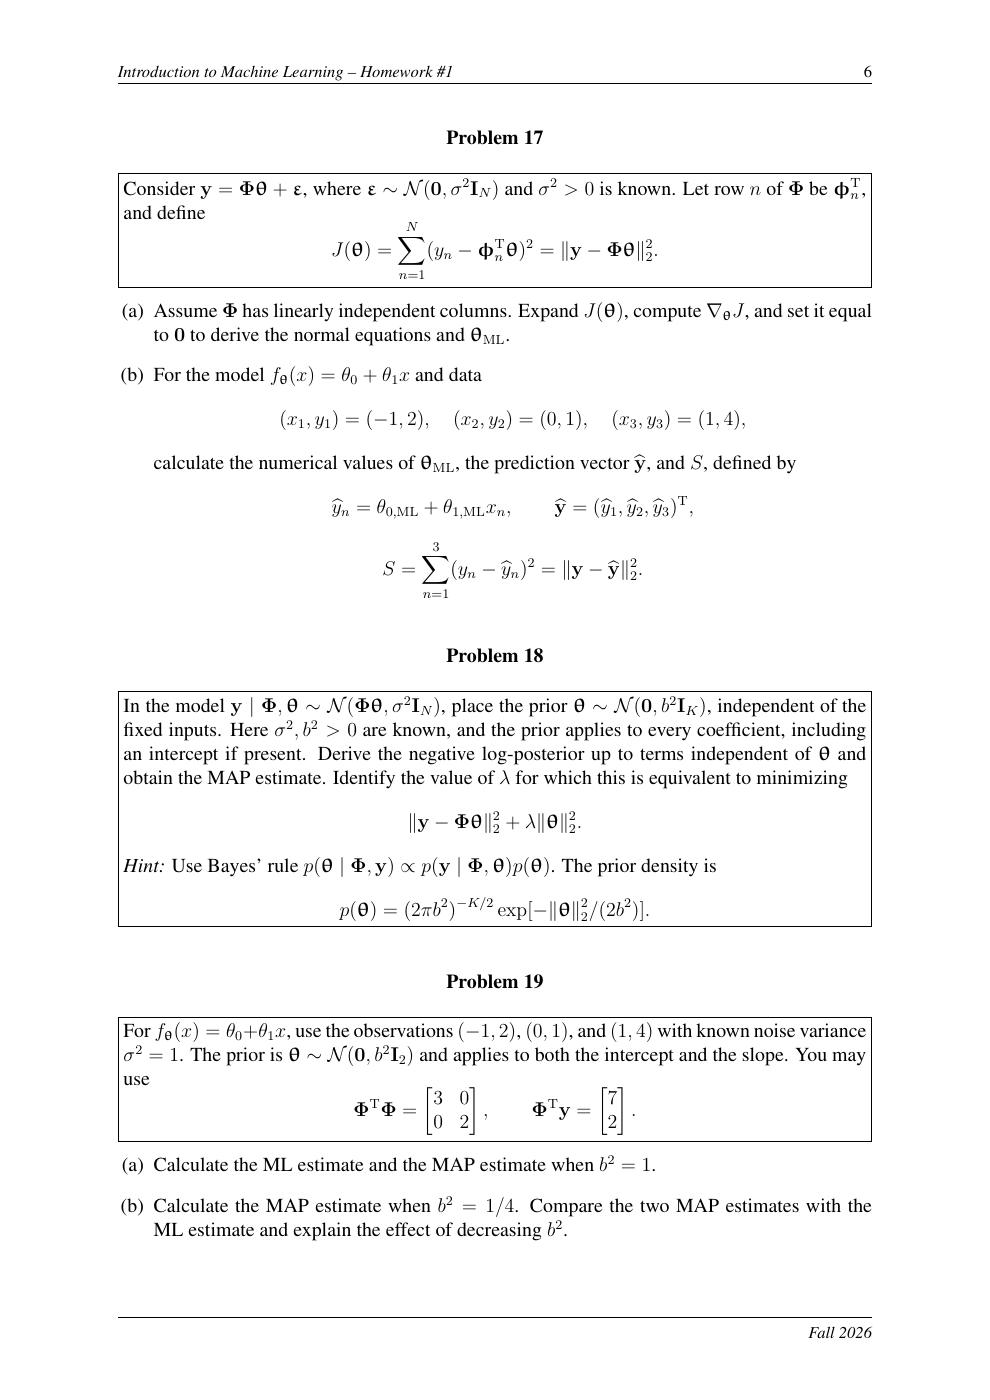 Introduction to Machine Learning – Homework #1 6
Problem 17
Consider y = Φθ + ε, where ε ∼ N(0, σ²I_N) and σ² > 0 is known. Let row n of Φ be ϕ_n^T,
and define
J(θ) = ∑_{n=1}^{N} (y_n − ϕ_n^T θ)² = ‖y − Φθ‖₂².
(a) Assume Φ has linearly independent columns. Expand J(θ), compute ∇_θ J, and set it equal
to 0 to derive the normal equations and θ_ML.
(b) For the model f_θ(x) = θ₀ + θ₁x and data
(x₁, y₁) = (−1, 2), (x₂, y₂) = (0, 1), (x₃, y₃) = (1, 4),
calculate the numerical values of θ_ML, the prediction vector ŷ, and S, defined by
ŷ_n = θ_{0,ML} + θ_{1,ML} x_n, ŷ = (ŷ₁, ŷ₂, ŷ₃)^T,
S = ∑_{n=1}^{3} (y_n − ŷ_n)² = ‖y − ŷ‖₂².
Problem 18
In the model y | Φ, θ ∼ N(Φθ, σ²I_N), place the prior θ ∼ N(0, b²I_K), independent of the
fixed inputs. Here σ², b² > 0 are known, and the prior applies to every coefficient, including
an intercept if present. Derive the negative log-posterior up to terms independent of θ and
obtain the MAP estimate. Identify the value of λ for which this is equivalent to minimizing
‖y − Φθ‖₂² + λ‖θ‖₂².
Hint: Use Bayes’ rule p(θ | Φ, y) ∝ p(y | Φ, θ)p(θ). The prior density is
p(θ) = (2πb²)^{−K/2} exp[−‖θ‖₂²/(2b²)].
Problem 19
For f_θ(x) = θ₀+θ₁x, use the observations (−1, 2), (0, 1), and (1, 4) with known noise variance
σ² = 1. The prior is θ ∼ N(0, b²I₂) and applies to both the intercept and the slope. You may
use
Φ^T Φ = [3 0; 0 2], Φ^T y = [7; 2].
(a) Calculate the ML estimate and the MAP estimate when b² = 1.
(b) Calculate the MAP estimate when b² = 1/4. Compare the two MAP estimates with the
ML estimate and explain the effect of decreasing b².
Fall 2026